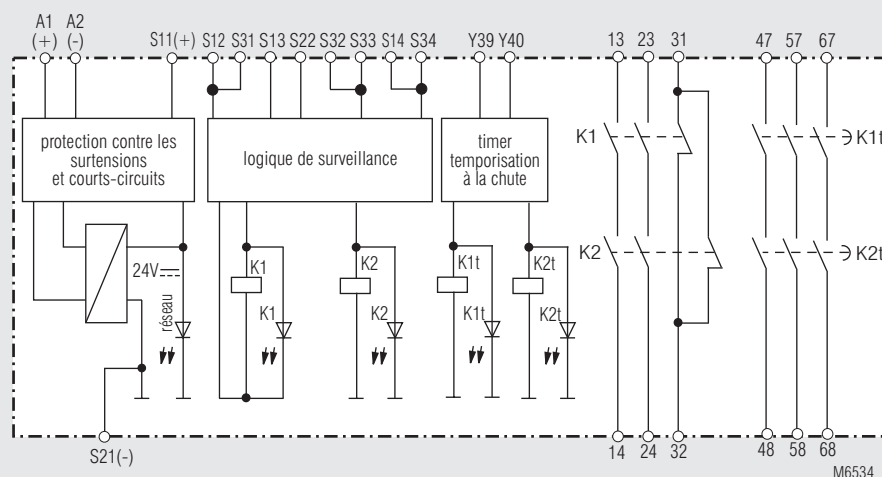 A1 A2
(+) (-) S11(+) S12 S31 S13 S22 S32 S33 S14 S34 Y39 Y40 13 23 31 47 57 67
protection contre les
surtensions
et courts-circuits
logique de surveillance
timer
temporisation
à la chute
K1 K1t
K2 K2t
24V
réseau
K1 K2 K1t K2t
K1 K2 K1t K2t
S21(-) 14 24 32 48 58 68
M6534